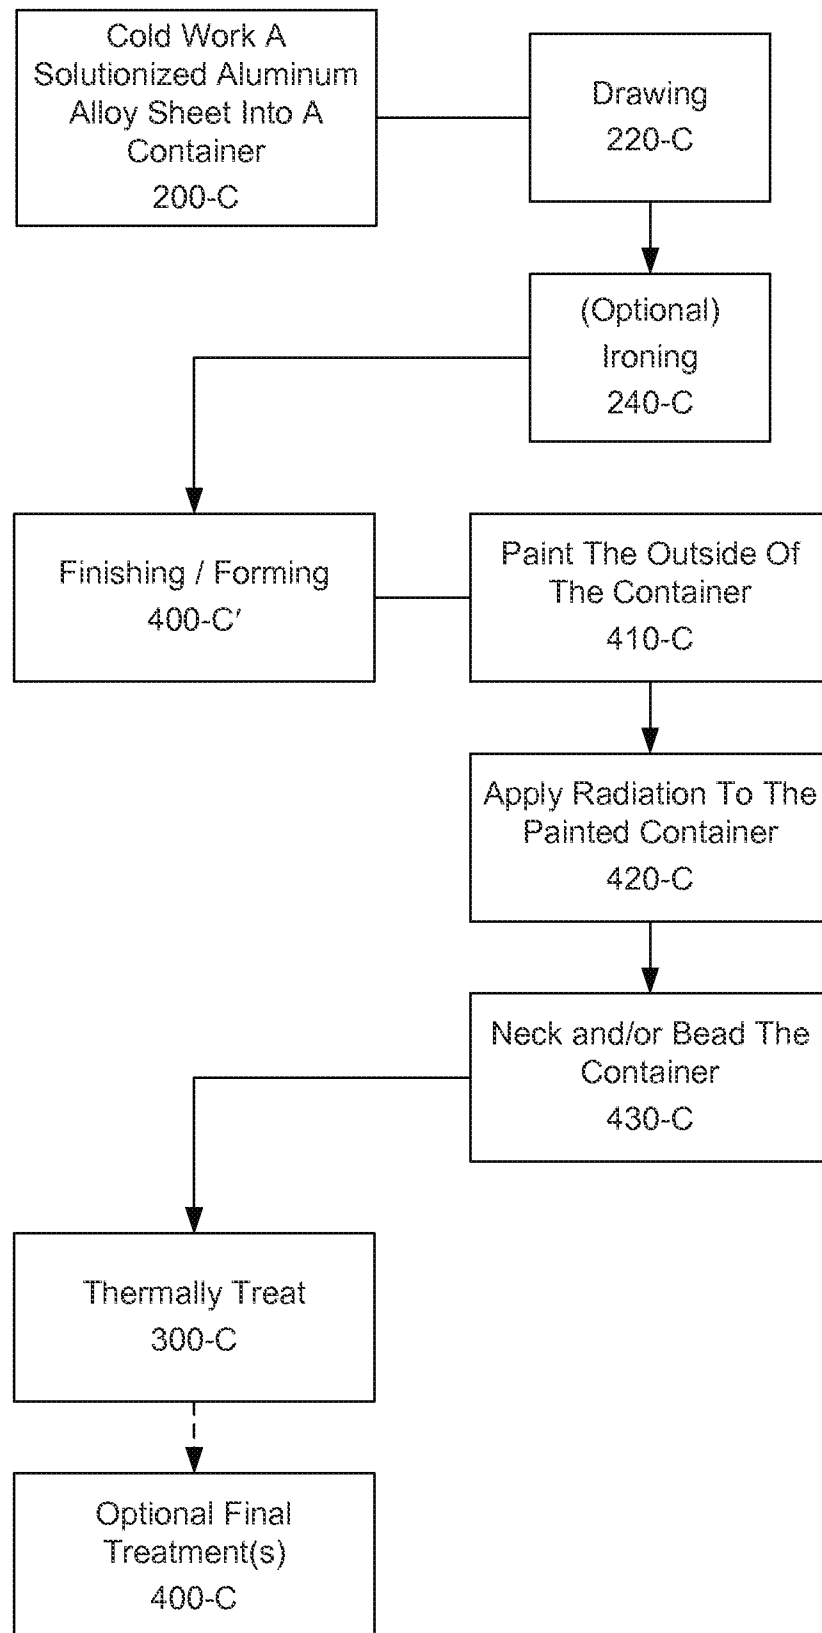 Cold Work A
Solutionized Aluminum
Alloy Sheet Into A
Container
200-C
Drawing
220-C
(Optional)
Ironing
240-C
Finishing / Forming
400-C′
Paint The Outside Of
The Container
410-C
Apply Radiation To The
Painted Container
420-C
Neck and/or Bead The
Container
430-C
Thermally Treat
300-C
Optional Final
Treatment(s)
400-C